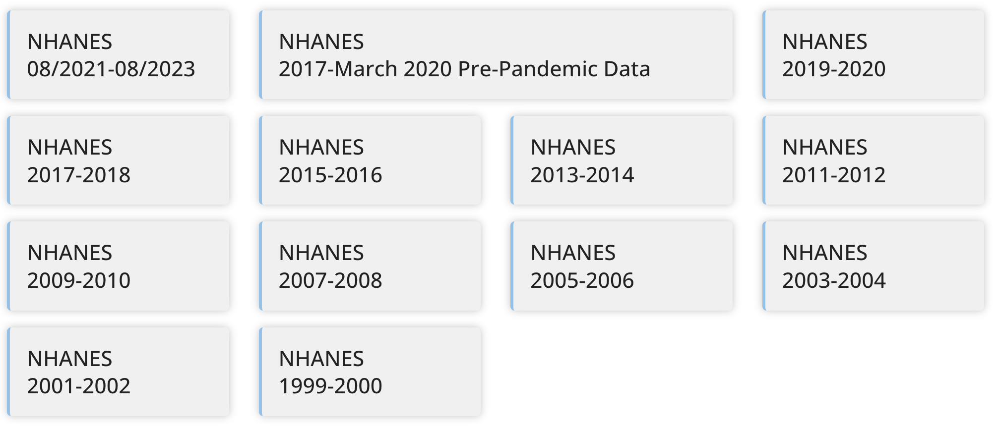 NHANES
08/2021-08/2023
NHANES
2017-March 2020 Pre-Pandemic Data
NHANES
2019-2020
NHANES
2017-2018
NHANES
2015-2016
NHANES
2013-2014
NHANES
2011-2012
NHANES
2009-2010
NHANES
2007-2008
NHANES
2005-2006
NHANES
2003-2004
NHANES
2001-2002
NHANES
1999-2000